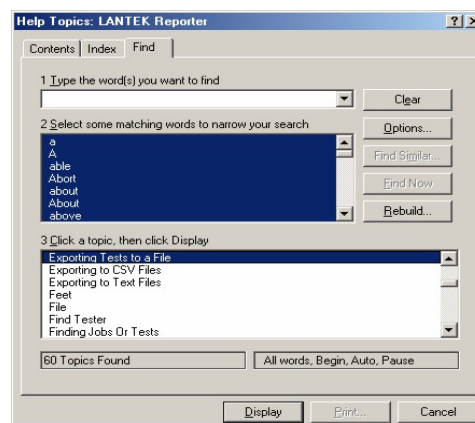 Help Topics: LANTEK Reporter
Contents Index Find
1 Type the word(s) you want to find
Clear
2 Select some matching words to narrow your search
Options...
a
A
able
Abort
about
About
above
Find Similar...
Find Now
Rebuild...
3 Click a topic, then click Display
Exporting Tests to a File
Exporting to CSV Files
Exporting to Text Files
Feet
File
Find Tester
Finding Jobs Or Tests
60 Topics Found
All words, Begin, Auto, Pause
Display Print... Cancel